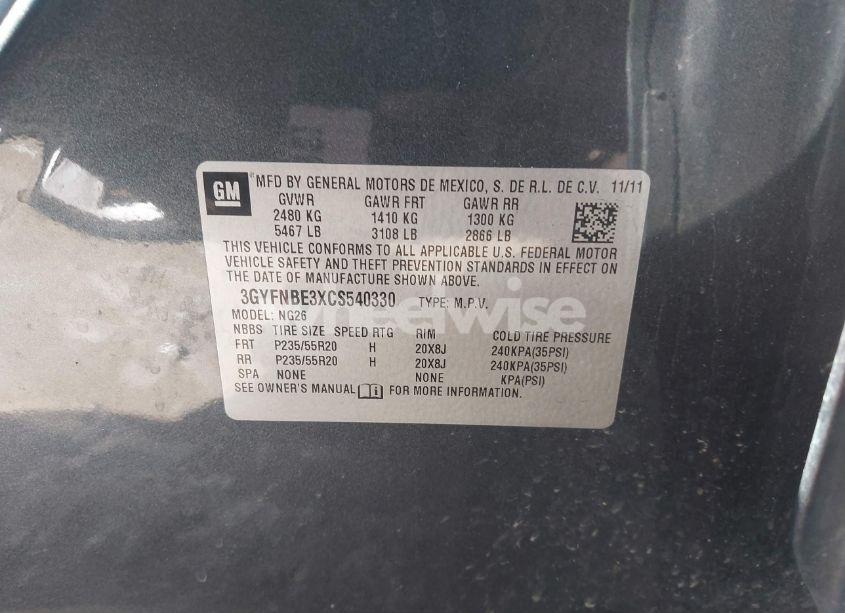 GM ® MFD BY GENERAL MOTORS DE MEXICO, S. DE R.L. DE C.V. 11/11
GVWR GAWR FRT GAWR RR
2480 KG 1410 KG 1300 KG
5467 LB 3108 LB 2866 LB
THIS VEHICLE CONFORMS TO ALL APPLICABLE U.S. FEDERAL MOTOR
VEHICLE SAFETY AND THEFT PREVENTION STANDARDS IN EFFECT ON
THE DATE OF MANUFACTURE SHOWN ABOVE.
3GYFNBE3XCS540330 TYPE: M.P.V.
MODEL: NG26
NBBS TIRE SIZE SPEED RTG RIM COLD TIRE PRESSURE
FRT P235/55R20 H 20X8J 240KPA(35PSI)
RR P235/55R20 H 20X8J 240KPA(35PSI)
SPA NONE NONE KPA(PSI)
SEE OWNER'S MANUAL FOR MORE INFORMATION.
wheelwise